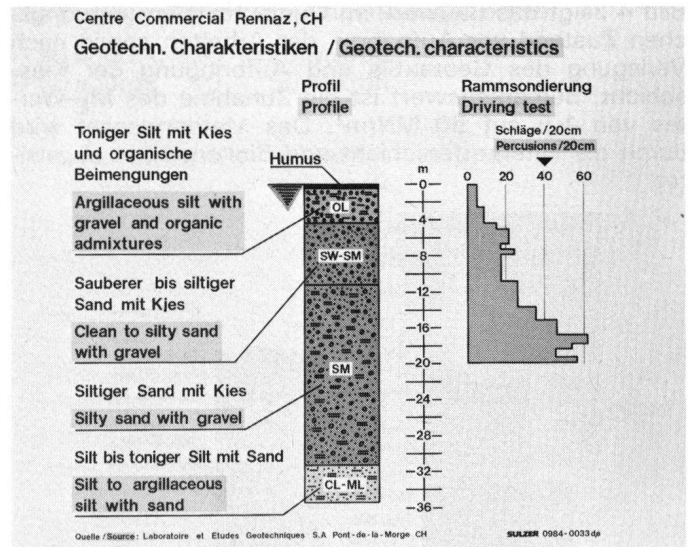 Centre Commercial Rennaz, CH
Geotechn. Charakteristiken / Geotech. characteristics
Profil
profile
Rammsondierung
Driving test
Schläge/20cm
Percusions/20cm
Toniger Silt mit Kies
und organische
Beimengungen
Argillaceous silt with
gravel and organic
admixtures
Humus
OL
SW-SM
Sauberer bis siltiger
Sand mit Kies
Clean to silty sand
with gravel
SM
Siltiger Sand mit Kies
Silty sand with gravel
Silt bis toniger Silt mit Sand
Silt to argillaceous
silt with sand
CL-ML
m
0
4
8
-12
-16
-20
-24
-28
-32
-36
0 20 40 60
Quelle/Source: Laboratoire et Etudes Geotechniques S.A Pont-de-la-Morge CH
SULZER 0984-0033de